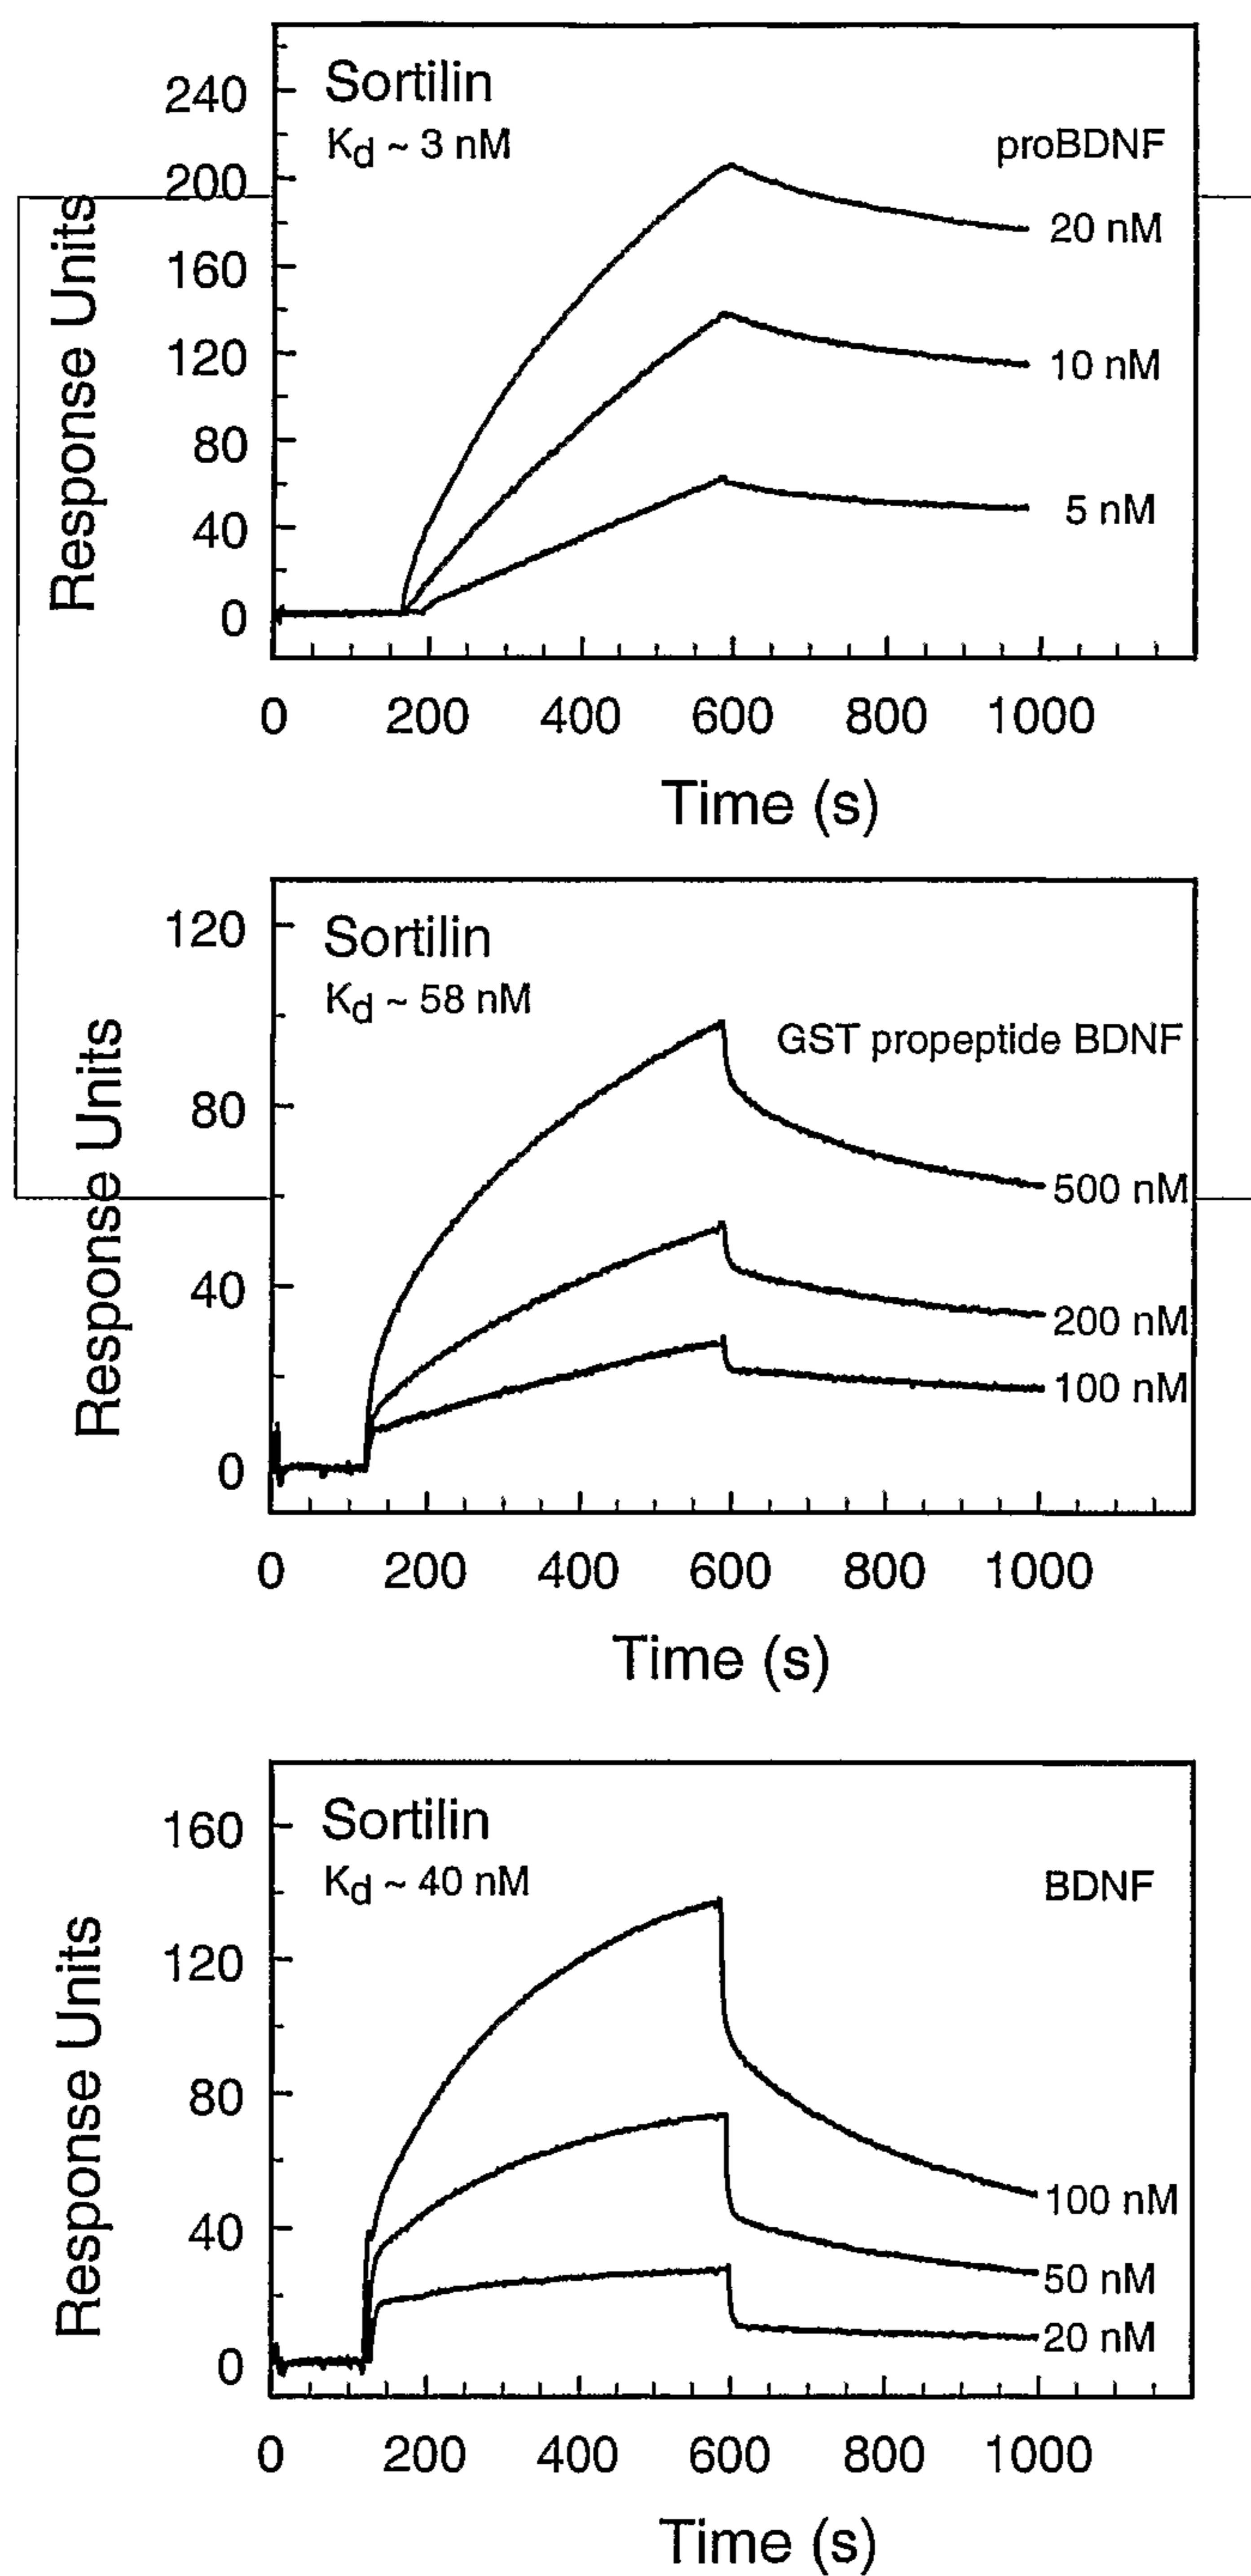 Sortilin
Kd ~ 3 nM
proBDNF
240
200
160
120
80
40
0
20 nM
10 nM
5 nM
Response Units
0 200 400 600 800 1000
Time (s)
Sortilin
Kd ~ 58 nM
GST propeptide BDNF
120
80
40
0
500 nM
200 nM
100 nM
Response Units
0 200 400 600 800 1000
Time (s)
Sortilin
Kd ~ 40 nM
BDNF
160
120
80
40
0
100 nM
50 nM
20 nM
Response Units
0 200 400 600 800 1000
Time (s)